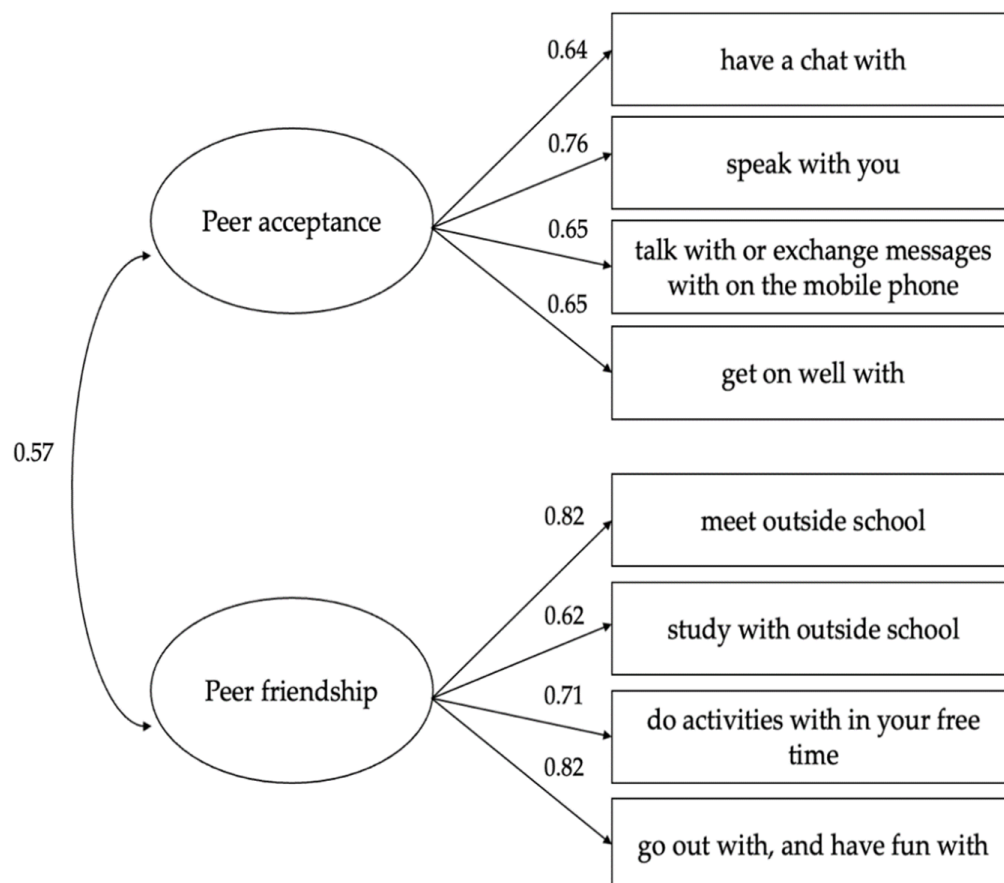 0.64
have a chat with
0.76
speak with you
Peer acceptance
0.65
talk with or exchange messages
with on the mobile phone
0.65
get on well with
0.57
0.82
meet outside school
0.62
study with outside school
Peer friendship
0.71
do activities with in your free
time
0.82
go out with, and have fun with